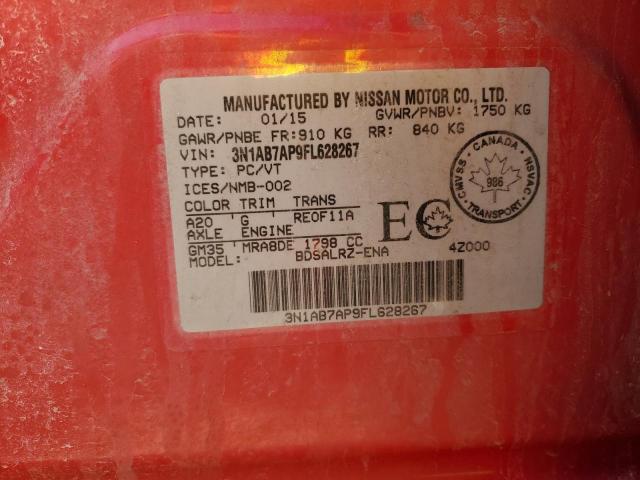 MANUFACTURED BY NISSAN MOTOR CO., LTD.
DATE: 01/15 GVWR/PNBV: 1750 KG
GAWR/PNBE FR: 910 KG RR: 840 KG
VIN: 3N1AB7AP9FL628267
TYPE: PC/VT
ICES/NMB-002
COLOR TRIM TRANS
A20 G RE0F11A
AXLE ENGINE
GM35 MRA8DE 1798 CC
MODEL: BDSALRZ-ENA
EC
4Z000
CANADA
CMVSS NSVAC
986
TRANSPORT
3N1AB7AP9FL628267